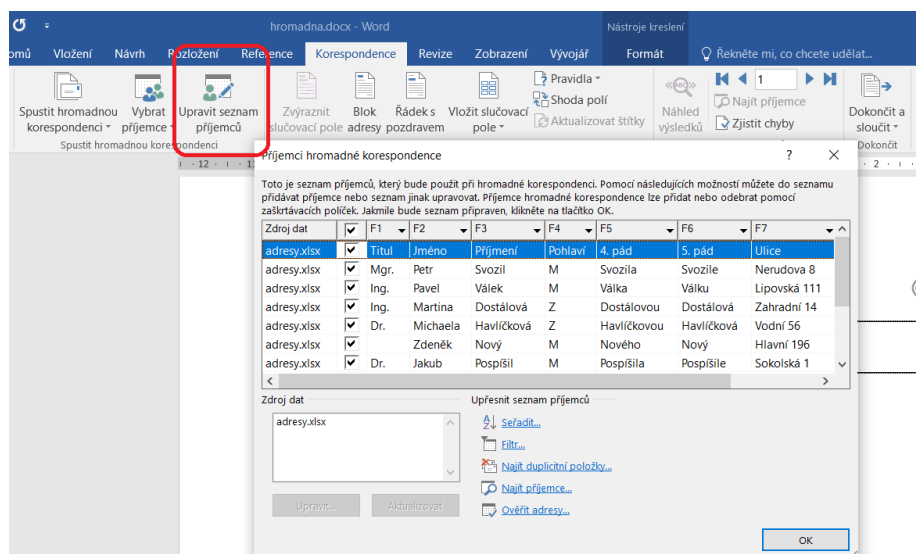 hromadna.docx - Word
Nástroje kreslení
omů Vložení Návrh Rozložení Reference Korespondence Revize Zobrazení Vývojář Formát Řekněte mi, co chcete udělat...
Spustit hromadnou korespondenci
Vybrat příjemce
Upravit seznam příjemců
Zvýraznit slučovací pole
Blok adresy
Řádek s pozdravem
Vložit slučovací pole
Pravidla
Shoda polí
Aktualizovat štítky
«ABC»
Náhled výsledků
1
Najít příjemce
Zjistit chyby
Dokončit a sloučit
Spustit hromadnou korespondenci
Dokončit
12 2
Příjemci hromadné korespondence ?
Toto je seznam příjemců, který bude použit při hromadné korespondenci. Pomocí následujících možností můžete do seznamu
přidávat příjemce nebo seznam jinak upravovat. Příjemce hromadné korespondence lze přidat nebo odebrat pomocí
zaškrtávacích políček. Jakmile bude seznam připraven, klikněte na tlačítko OK.
Zdroj dat F1 F2 F3 F4 F5 F6 F7
adresy.xlsx Titul Jméno Příjmení Pohlaví 4. pád 5. pád Ulice
adresy.xlsx Mgr. Petr Svozil M Svozila Svozile Nerudova 8
adresy.xlsx Ing. Pavel Válek M Válka Válku Lipovská 111
adresy.xlsx Ing. Martina Dostálová Z Dostálovou Dostálová Zahradní 14
adresy.xlsx Dr. Michaela Havlíčková Z Havlíčkovou Havlíčková Vodní 56
adresy.xlsx Zdeněk Nový M Nového Nový Hlavní 196
adresy.xlsx Dr. Jakub Pospíšil M Pospíšila Pospíšile Sokolská 1
Zdroj dat Upřesnit seznam příjemců
adresy.xlsx
Seřadit...
Filtr...
Najít duplicitní položky...
Najít příjemce...
Ověřit adresy...
Upravit... Aktualizovat
OK